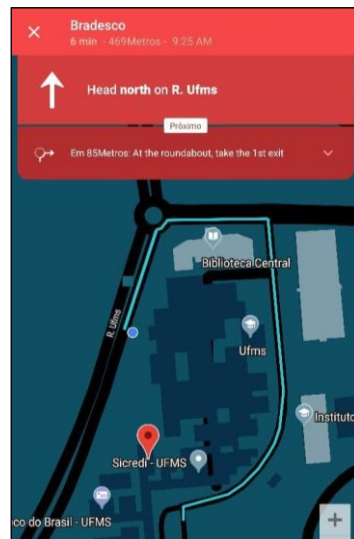 Bradesco
6 min - 469Metros - 9:25 AM
Head north on R. Ufms
Próximo
Em 85Metros: At the roundabout, take the 1st exit
Biblioteca Central
R. Ufms
Ufms
Instituto
Sicredi - UFMS
co do Brasil - UFMS